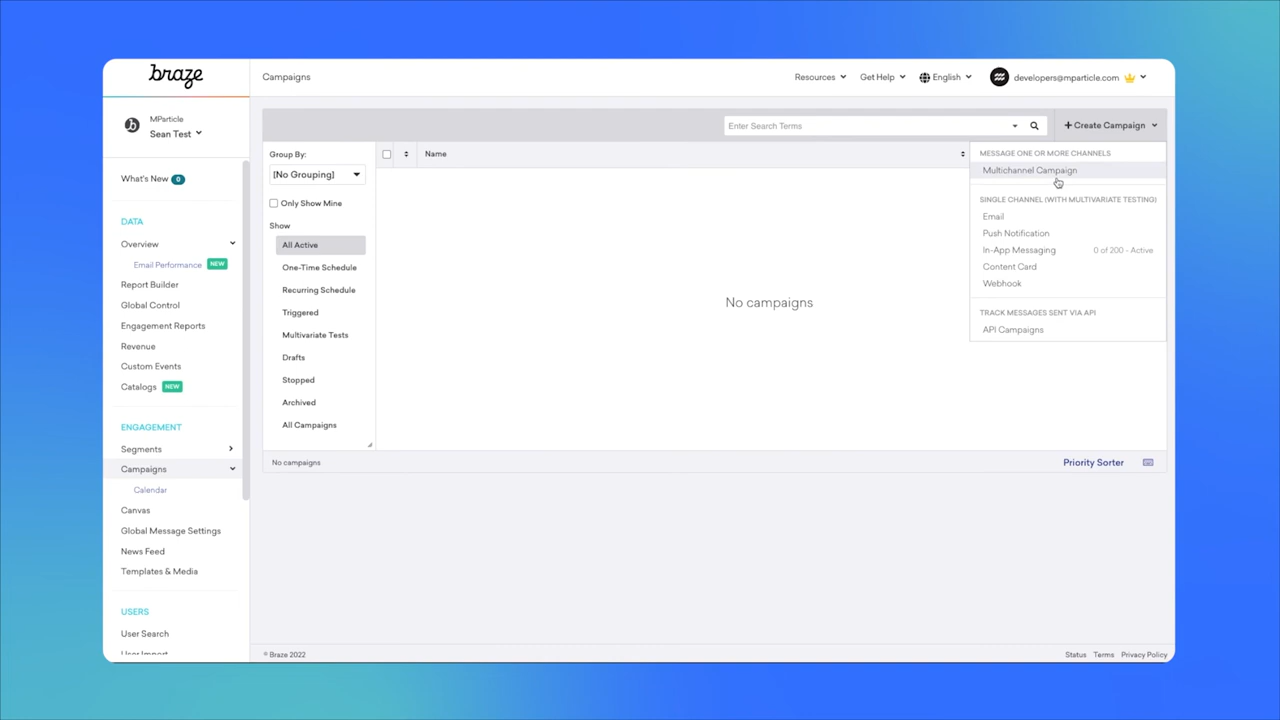 braze
Campaigns
Resources
Get Help
English
developers@mparticle.com
MParticle
Sean Test
What's New 0
DATA
Overview
Email Performance NEW
Report Builder
Global Control
Engagement Reports
Revenue
Custom Events
Catalogs NEW
ENGAGEMENT
Segments
Campaigns
Calendar
Canvas
Global Message Settings
News Feed
Templates & Media
USERS
User Search
User Import
Enter Search Terms
+ Create Campaign
Group By:
[No Grouping]
Only Show Mine
Show
All Active
One-Time Schedule
Recurring Schedule
Triggered
Multivariate Tests
Drafts
Stopped
Archived
All Campaigns
Name
No campaigns
MESSAGE ONE OR MORE CHANNELS
Multichannel Campaign
SINGLE CHANNEL (WITH MULTIVARIATE TESTING)
Email
Push Notification
In-App Messaging 0 of 200 - Active
Content Card
Webhook
TRACK MESSAGES SENT VIA API
API Campaigns
No campaigns
Priority Sorter
© Braze 2022
Status
Terms
Privacy Policy